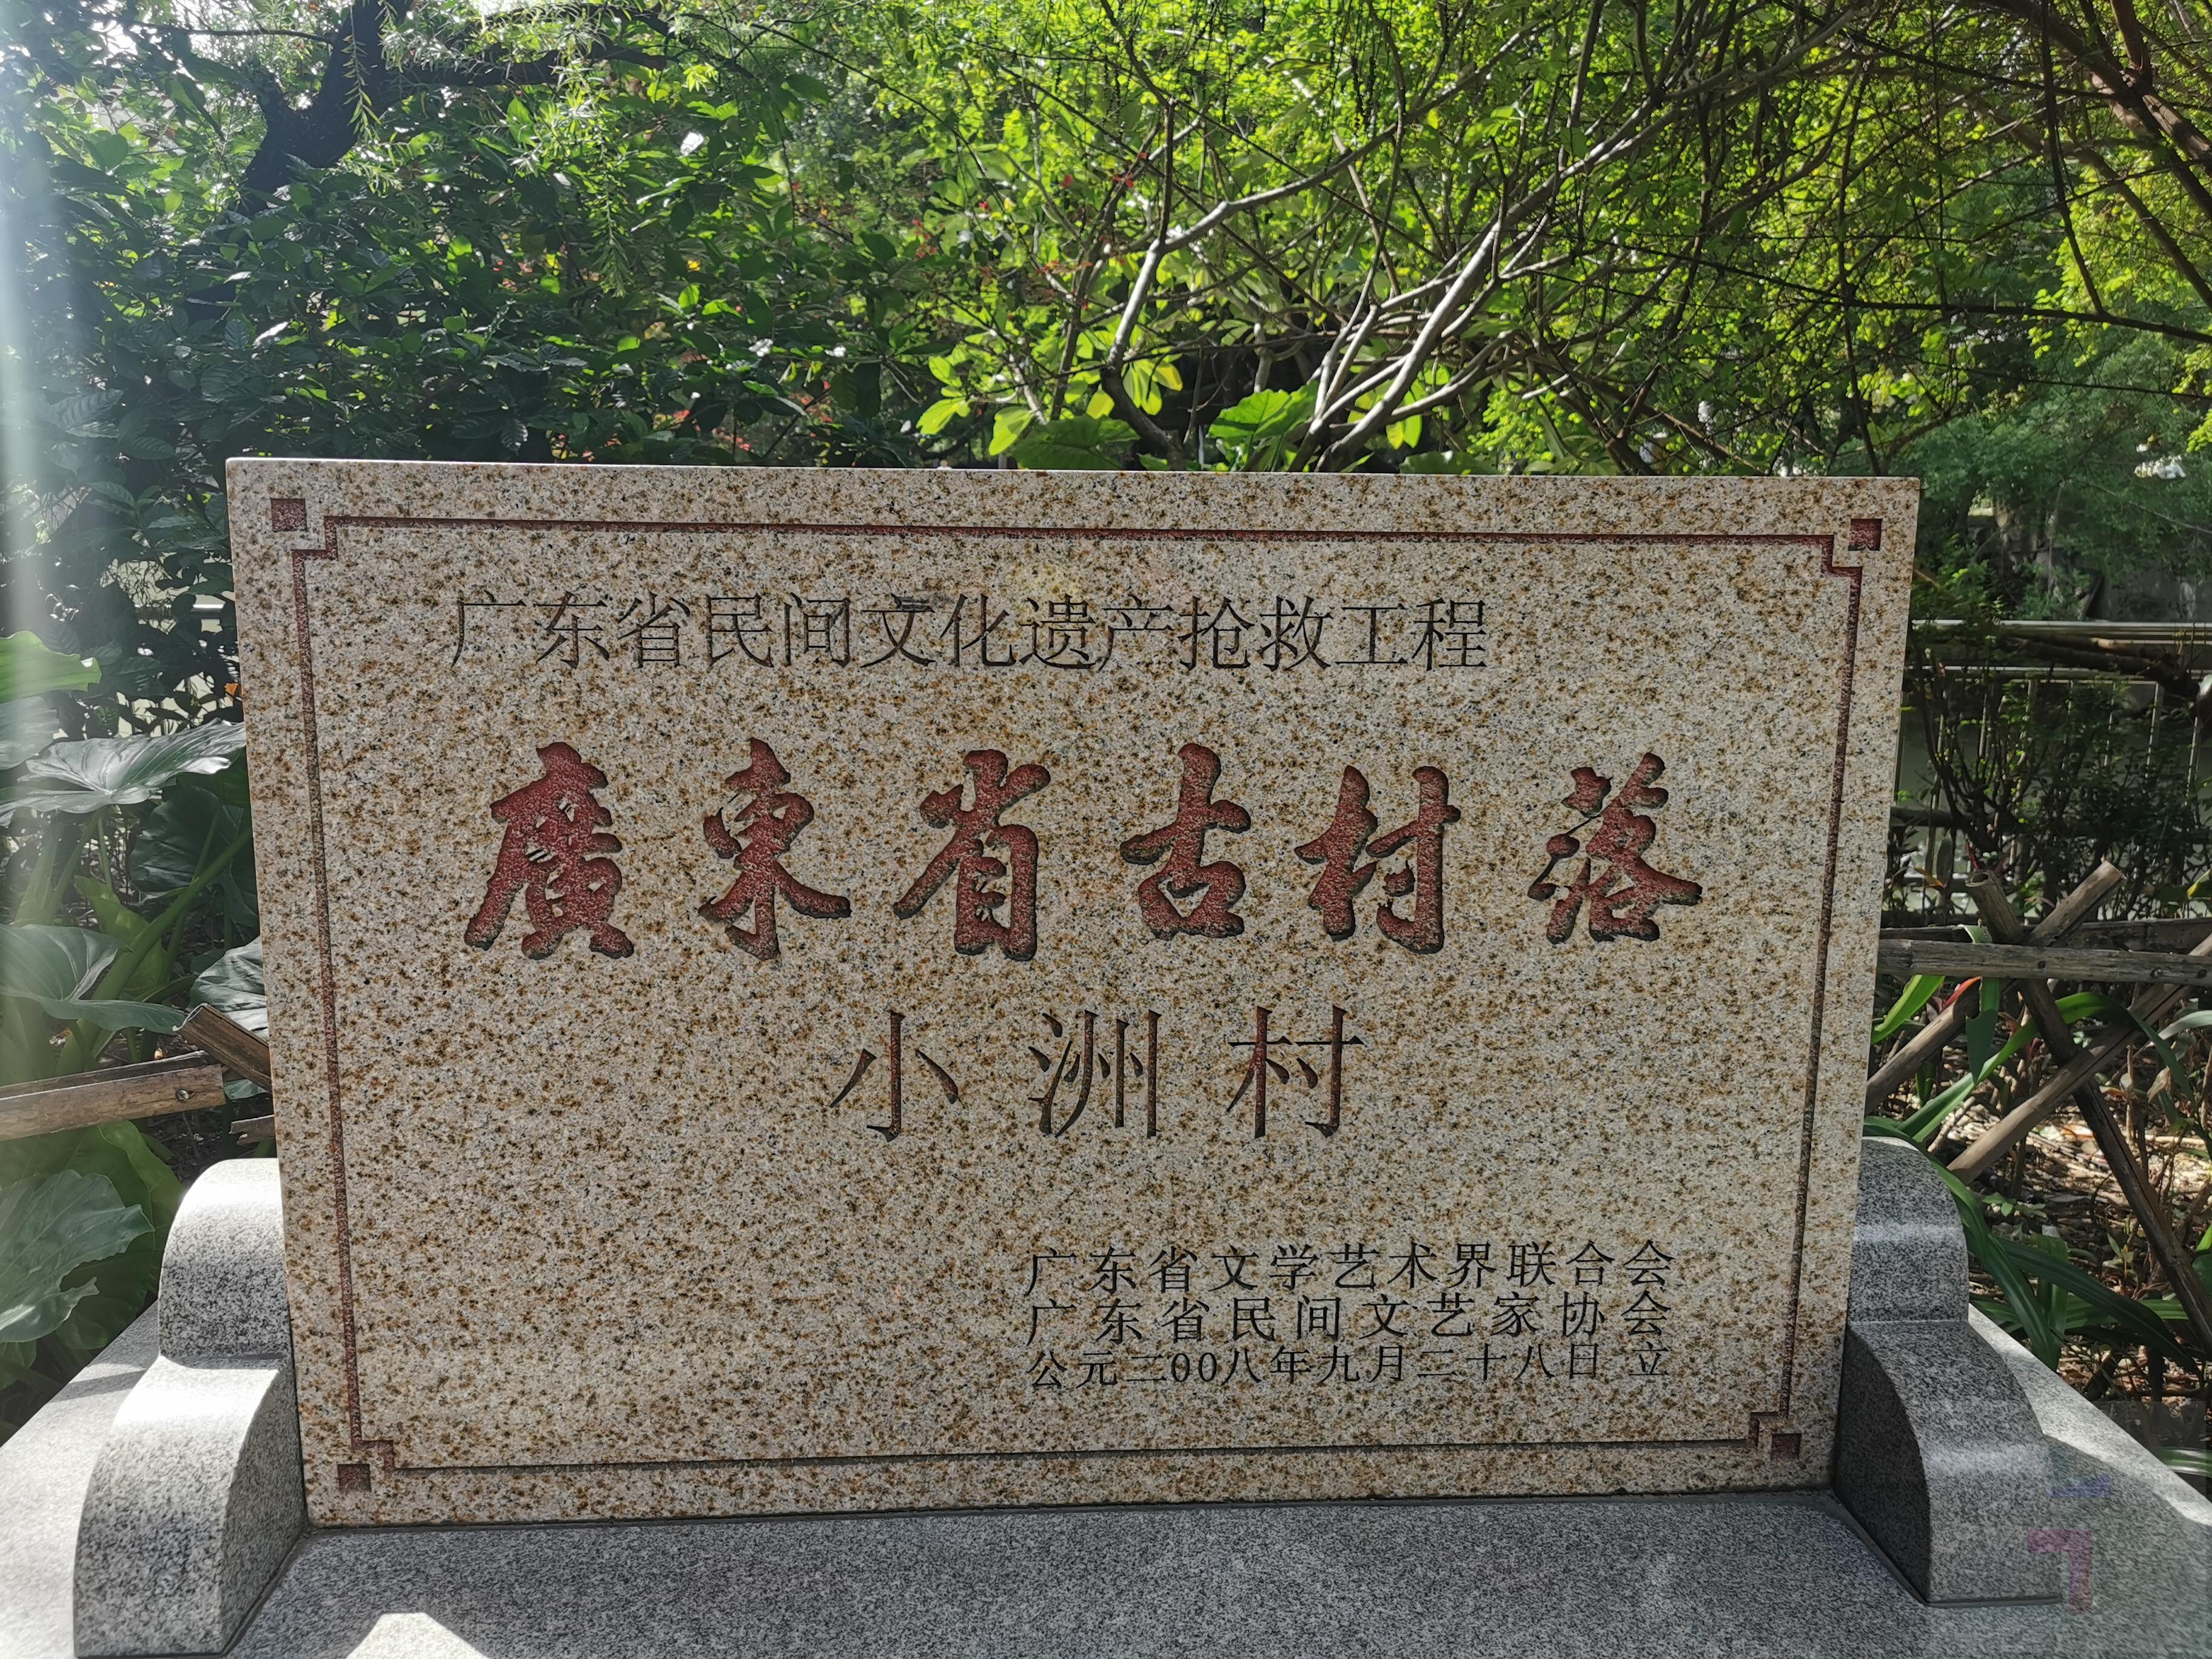 广东省民间文化遗产抢救工程
廣東省古村落
小洲村
广东省文学艺术界联合会
广东省民间文艺家协会
公元二00八年九月二十八日 立